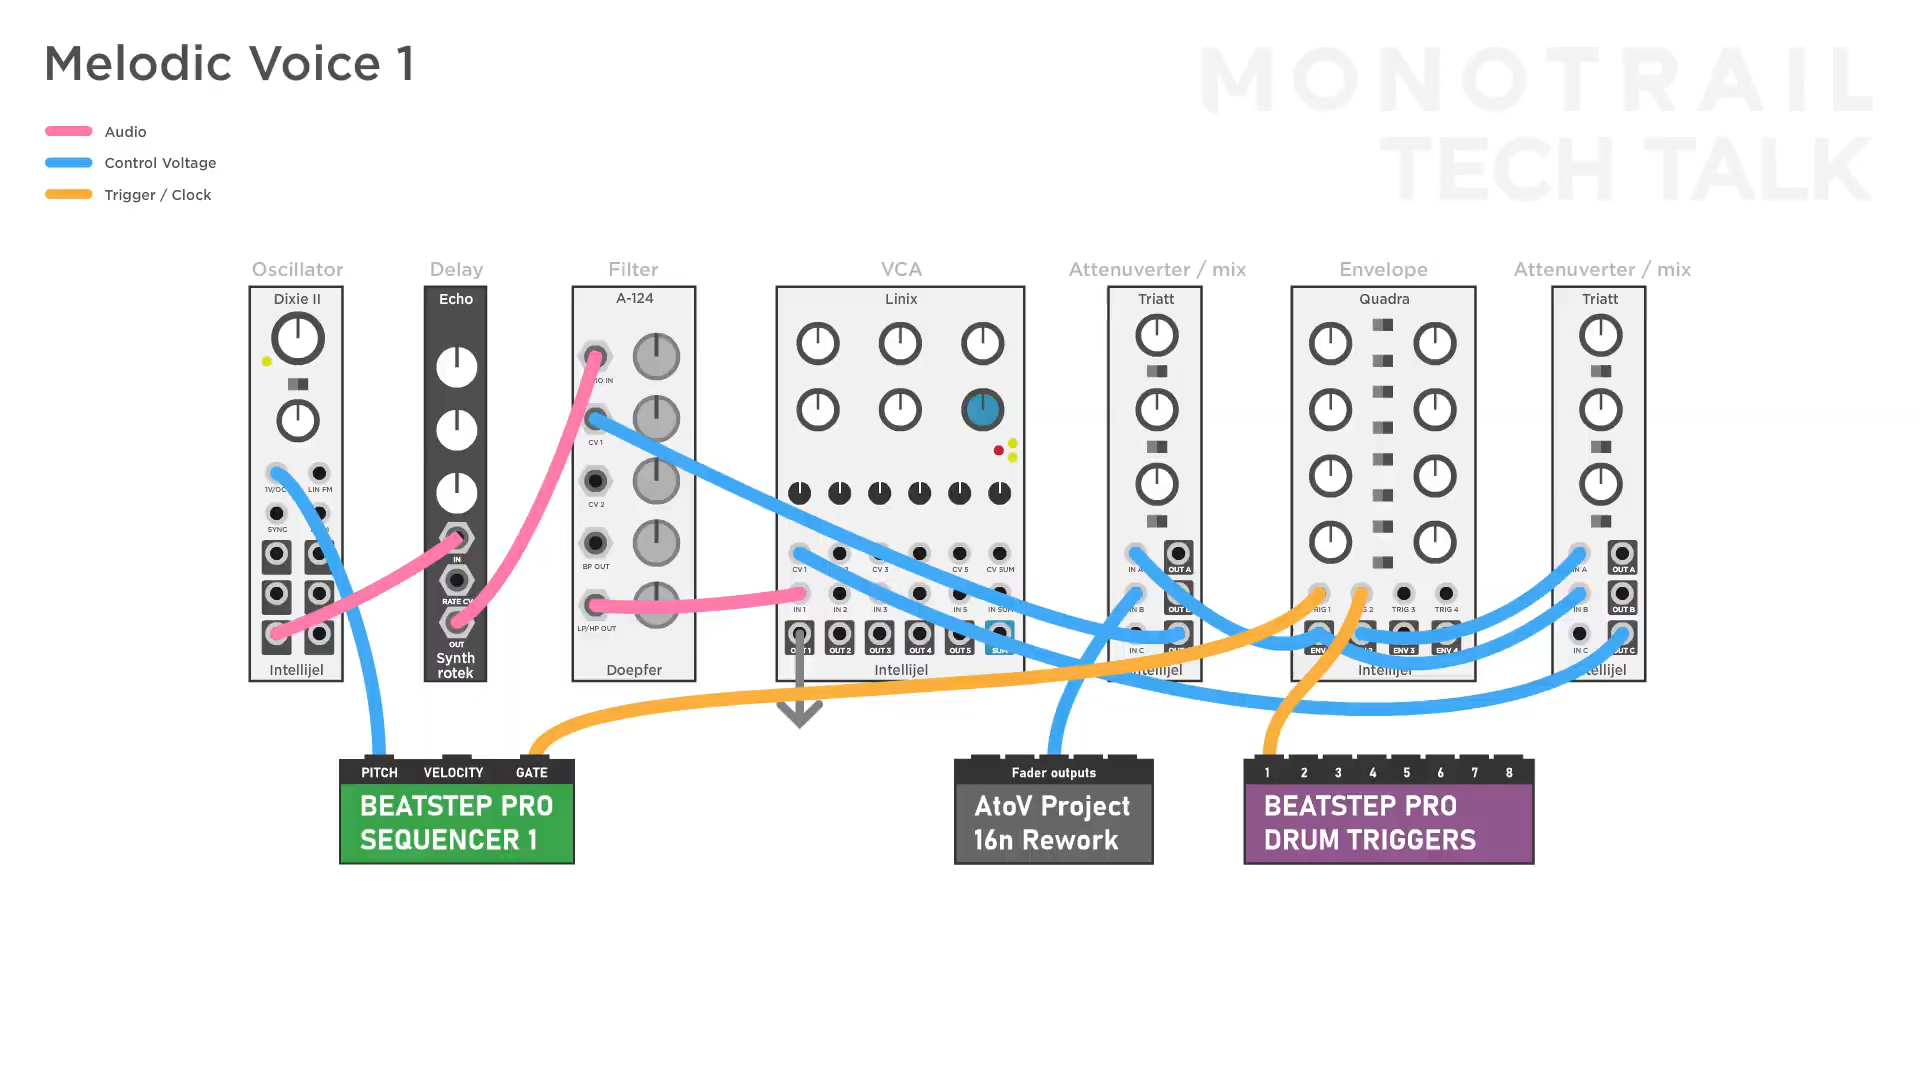 Melodic Voice 1
MONOTRAIL
TECH TALK
Audio
Control Voltage
Trigger / Clock
Oscillator
Delay
Filter
VCA
Attenuverter / mix
Envelope
Attenuverter / mix
Dixie II
Echo
A-124
Linix
Triatt
Quadra
Triatt
LIN FM
SYNC
IN
RATE CV
OUT
CV 1
CV 2
BP OUT
LP/HP OUT
CV 1
CV 3
CV 5
CV SUM
IN 1
IN 2
IN 3
IN 5
IN SUM
OUT 2
OUT 3
OUT 4
OUT 5
IN A
OUT A
IN B
IN C
TRIG 3
TRIG 4
ENV 3
ENV 4
IN A
OUT A
IN B
OUT B
IN C
OUT C
Intellijel
Synth
rotek
Doepfer
Intellijel
Intellijel
PITCH
VELOCITY
GATE
BEATSTEP PRO
SEQUENCER 1
Fader outputs
AtoV Project
16n Rework
1 2 3 4 5 6 7 8
BEATSTEP PRO
DRUM TRIGGERS